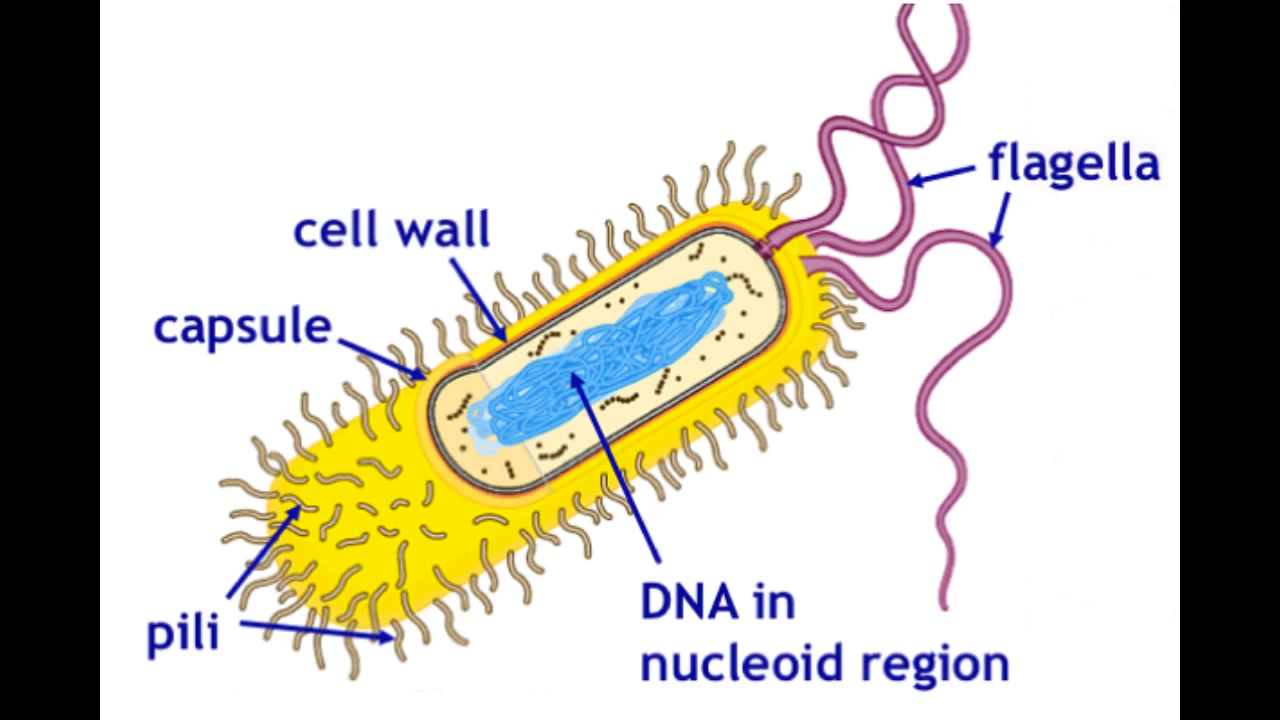 flagella
cell wall
capsule
DNA in
nucleoid region
pili